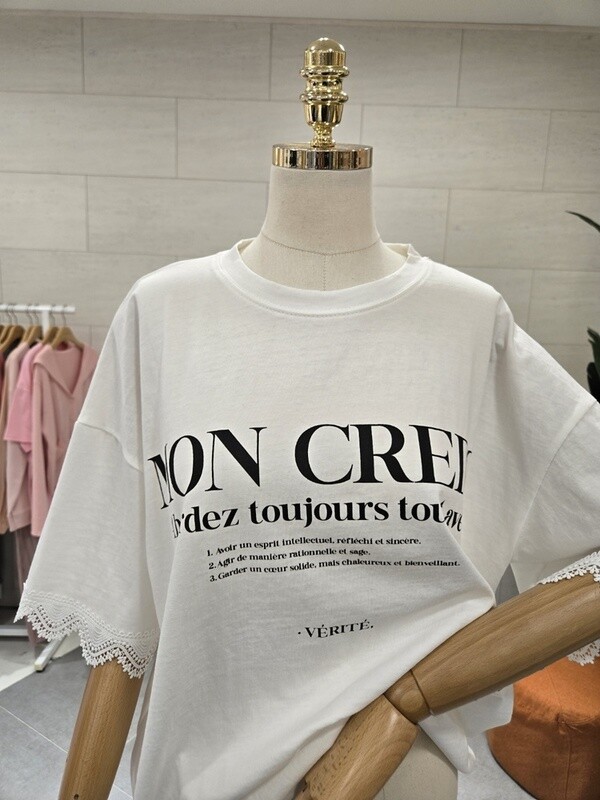 MON CREI
dez toujours tou
1. Avoir un esprit intellectuel, réfléchi et sincère.
2. Agir de manière rationnelle et sage.
3. Garder un cœur solide, mais chaleureux et bienveillant.
· VÉRITÉ.